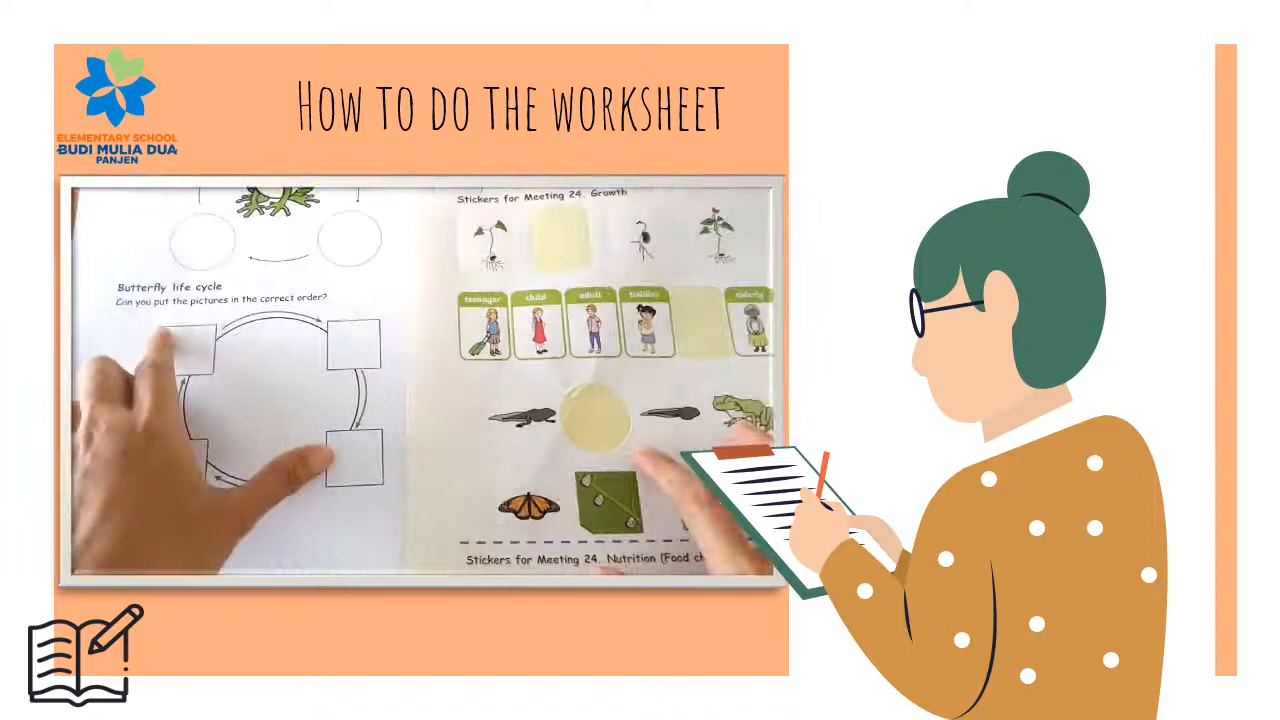 How to do the worksheet
ELEMENTARY SCHOOL
BUDI MULIA DUA
PANJEN
Stickers for Meeting 24. Growth
Butterfly life cycle
Can you put the pictures in the correct order?
teenager
child
adult
toddler
elderly
Stickers for Meeting 24. Nutrition (Food